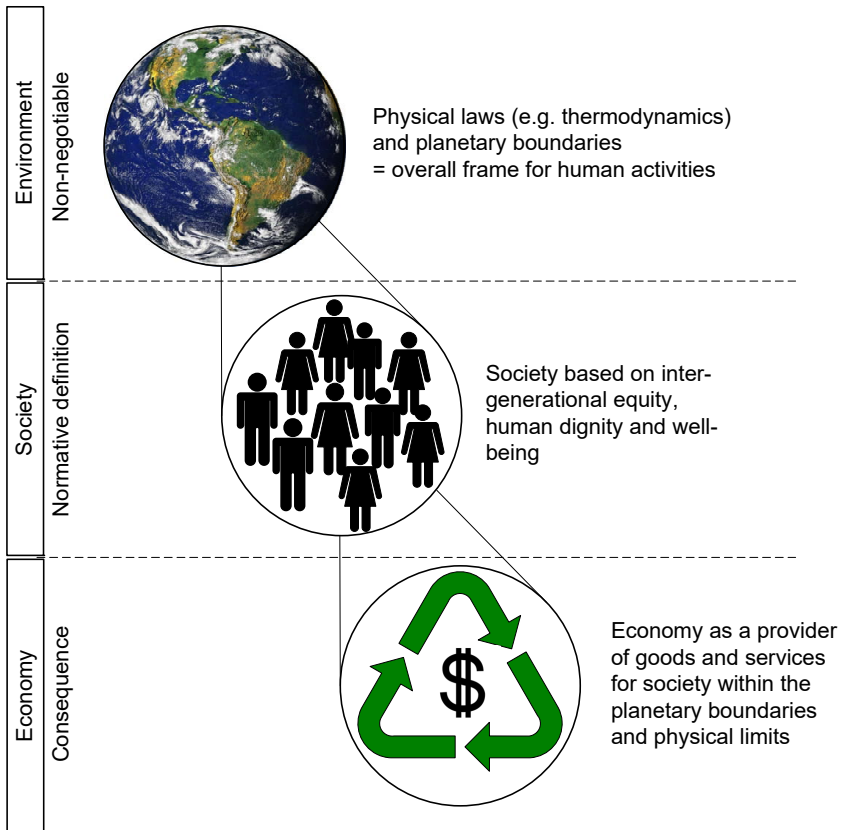 Environment
Non-negotiable
Physical laws (e.g. thermodynamics)
and planetary boundaries
= overall frame for human activities
Society
Normative definition
Society based on inter-
generational equity,
human dignity and well-
being
Economy
Consequence
$
Economy as a provider
of goods and services
for society within the
planetary boundaries
and physical limits